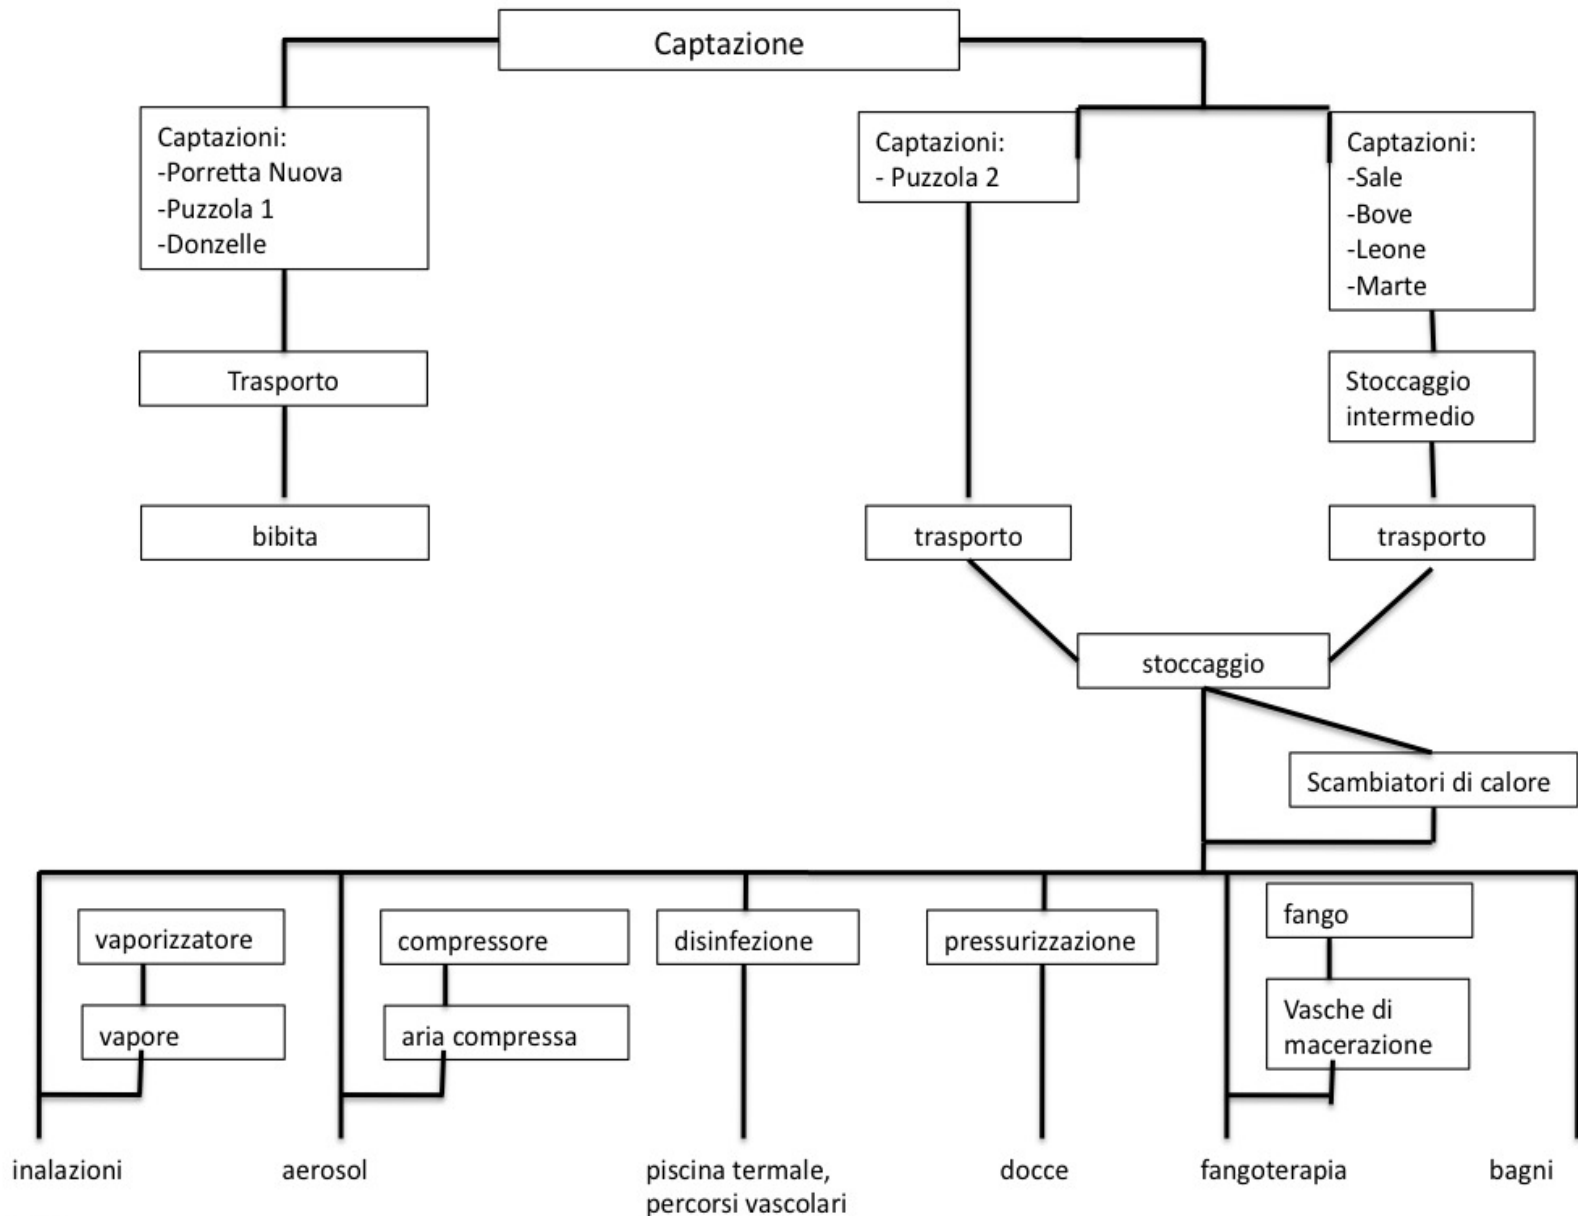 Captazione
Captazioni:
-Porretta Nuova
-Puzzola 1
-Donzelle
Captazioni:
- Puzzola 2
Captazioni:
-Sale
-Bove
-Leone
-Marte
Trasporto
Stoccaggio
intermedio
bibita
trasporto
trasporto
stoccaggio
Scambiatori di calore
vaporizzatore
vapore
compressore
aria compressa
disinfezione
pressurizzazione
fango
Vasche di
macerazione
inalazioni
aerosol
piscina termale,
percorsi vascolari
docce
fangoterapia
bagni